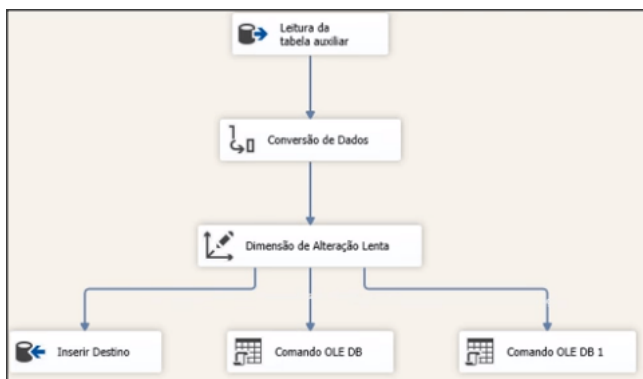 Leitura da
tabela auxiliar
Conversão de Dados
Dimensão de Alteração Lenta
Inserir Destino
Comando OLE DB
Comando OLE DB 1